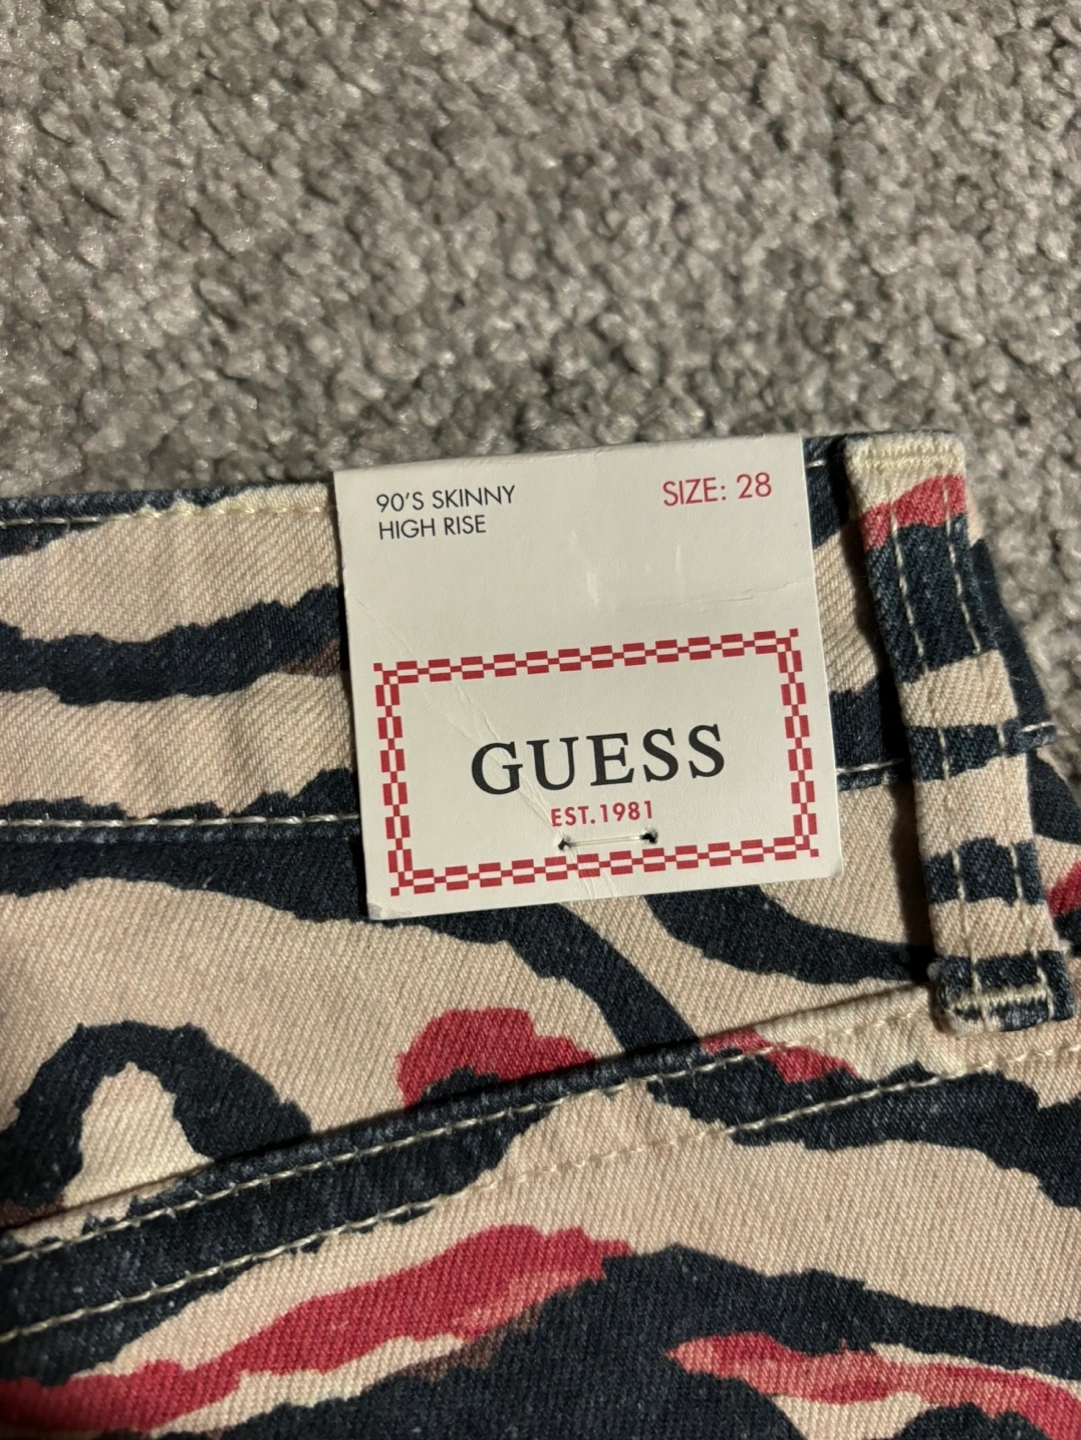 90'S SKINNY
HIGH RISE
SIZE: 28
GUESS
EST.1981